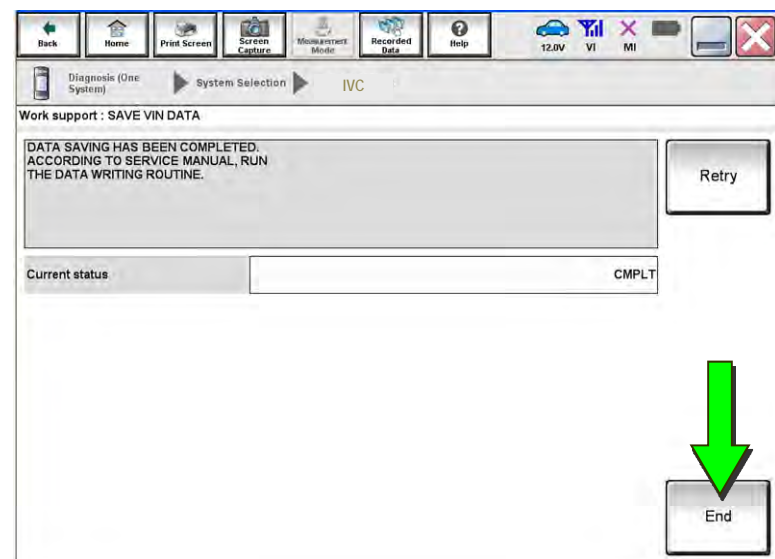 Back
Home
Print Screen
Screen
Capture
Measurement
Mode
Recorded
Data
Help
12.0V
VI
MI
Diagnosis (One
System)
System Selection
IVC
Work support : SAVE VIN DATA
DATA SAVING HAS BEEN COMPLETED.
ACCORDING TO SERVICE MANUAL, RUN
THE DATA WRITING ROUTINE.
Retry
Current status
CMPLT
End